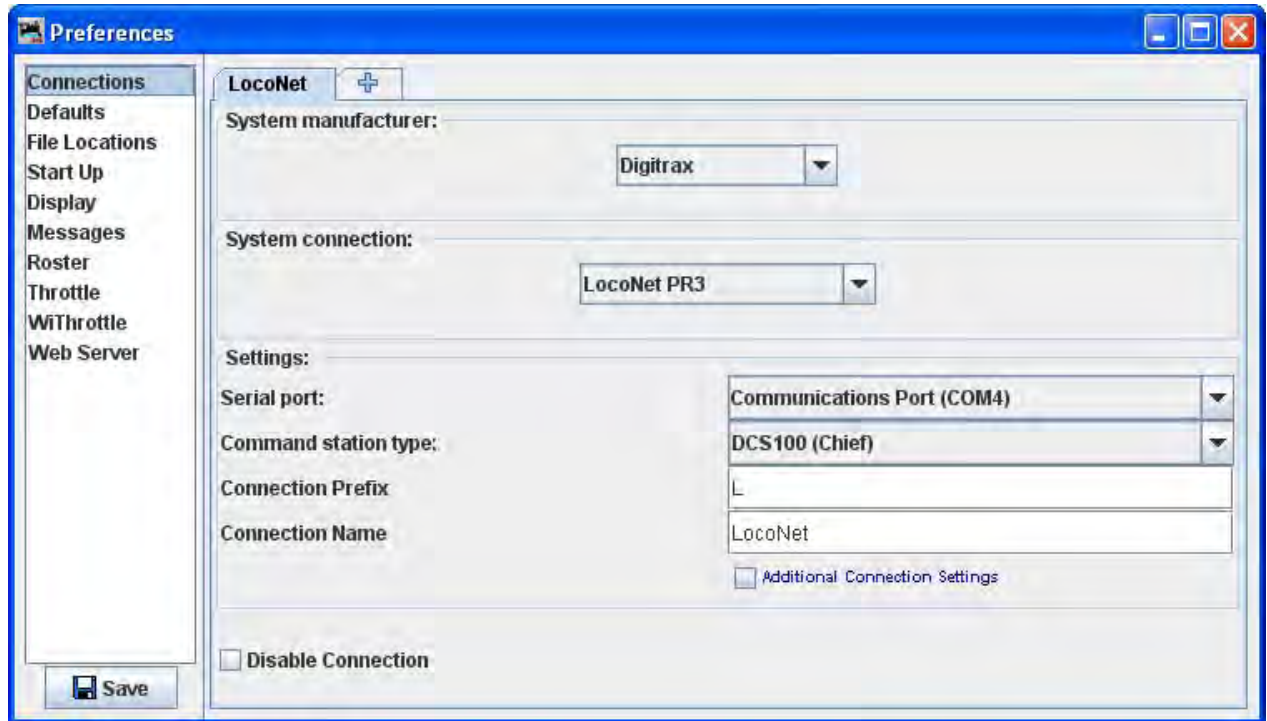 Preferences
Connections
Defaults
File Locations
Start Up
Display
Messages
Roster
Throttle
WiThrottle
Web Server
Save
LocoNet
System manufacturer:
Digitrax
System connection:
LocoNet PR3
Settings:
Serial port: Communications Port (COM4)
Command station type: DCS100 (Chief)
Connection Prefix L
Connection Name LocoNet
Additional Connection Settings
Disable Connection